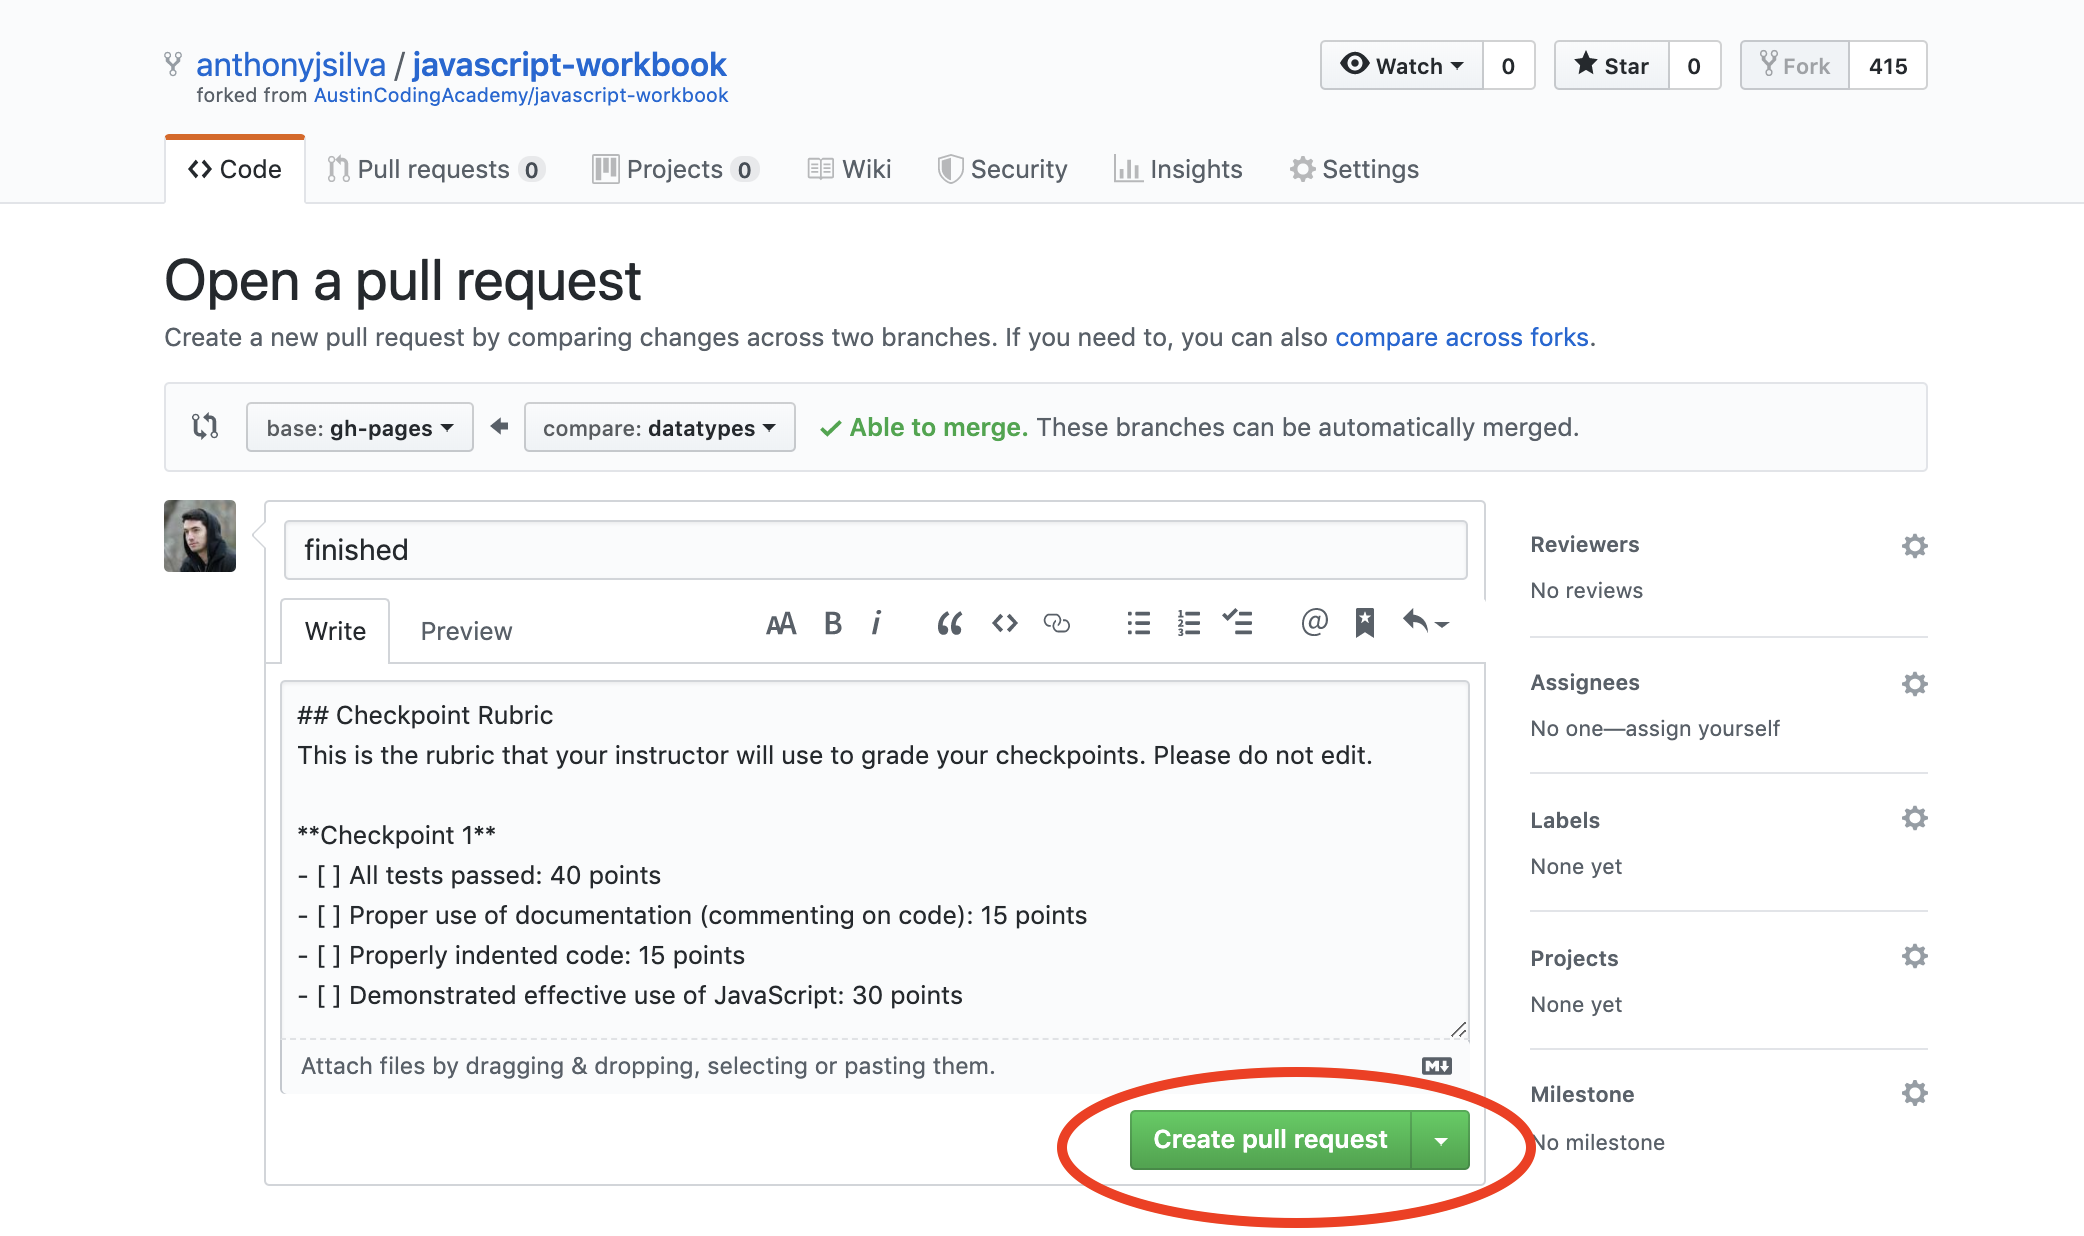 anthonyjsilva / javascript-workbook
forked from AustinCodingAcademy/javascript-workbook
Watch 0 Star 0 Fork 415
Code Pull requests 0 Projects 0 Wiki Security Insights Settings
Open a pull request
Create a new pull request by comparing changes across two branches. If you need to, you can also compare across forks.
base: gh-pages compare: datatypes Able to merge. These branches can be automatically merged.
finished
Write Preview
## Checkpoint Rubric
This is the rubric that your instructor will use to grade your checkpoints. Please do not edit.
**Checkpoint 1**
- [ ] All tests passed: 40 points
- [ ] Proper use of documentation (commenting on code): 15 points
- [ ] Properly indented code: 15 points
- [ ] Demonstrated effective use of JavaScript: 30 points
Attach files by dragging & dropping, selecting or pasting them.
Create pull request
Reviewers
No reviews
Assignees
No one—assign yourself
Labels
None yet
Projects
None yet
Milestone
No milestone